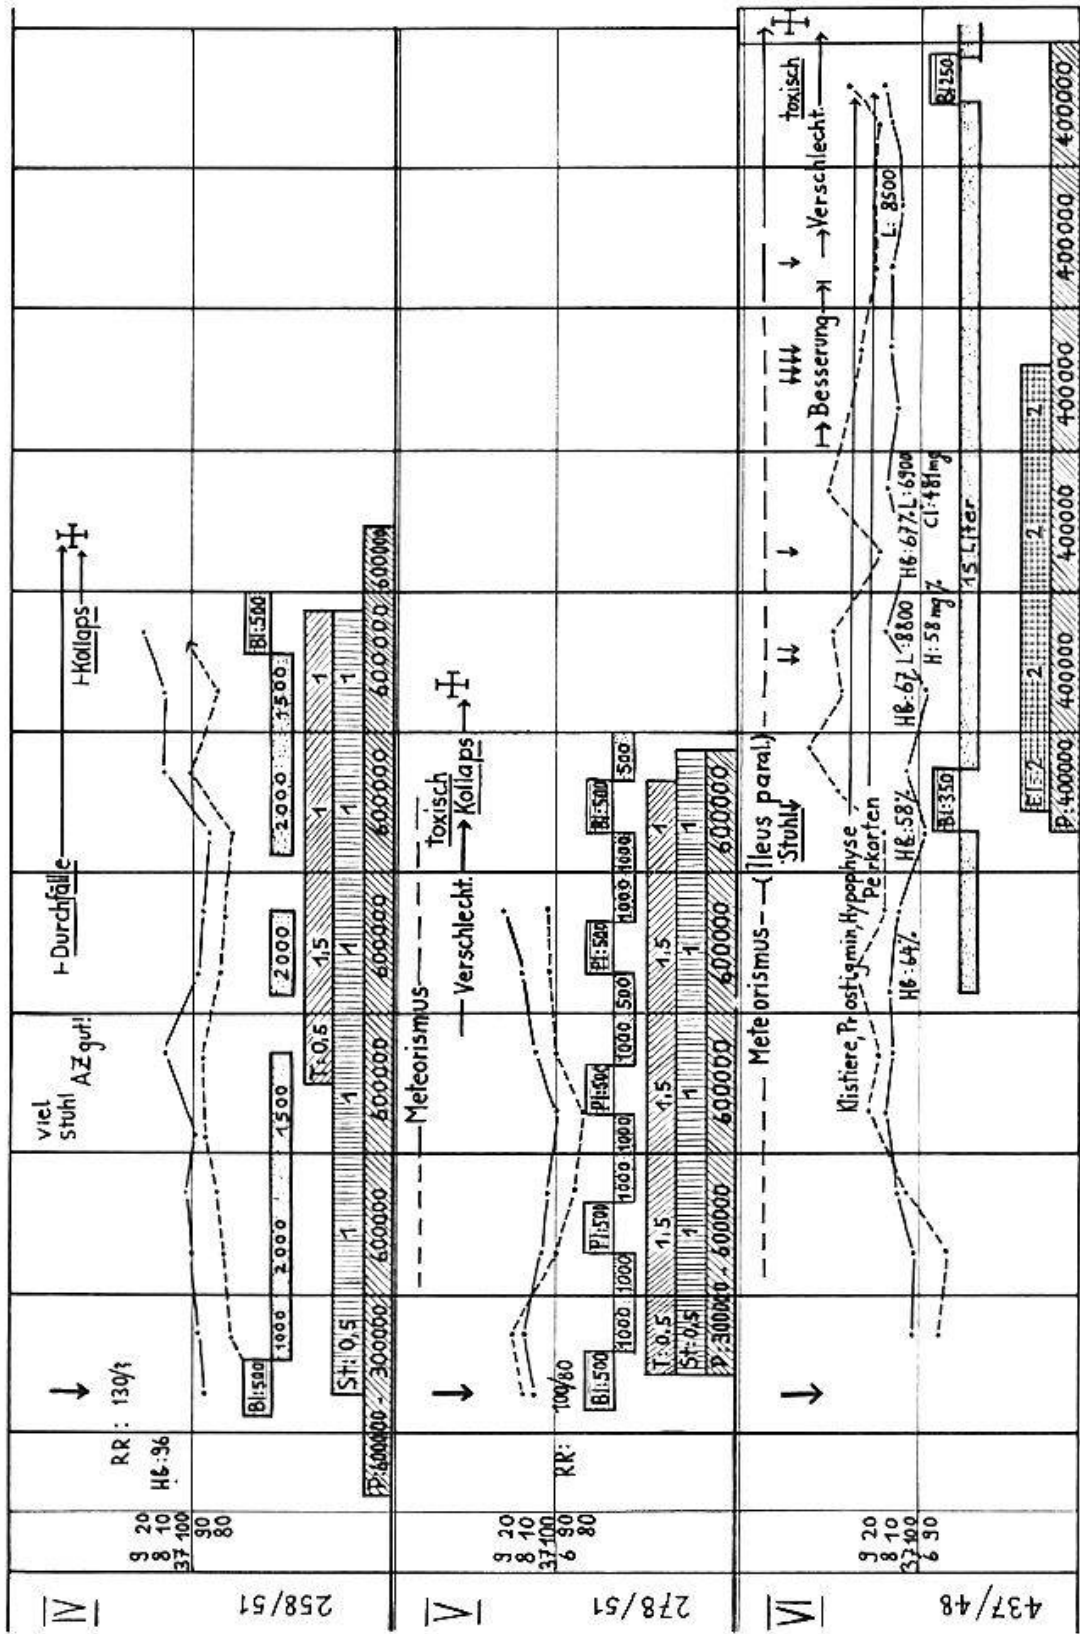 IV
258/51
9 20
8 10
37 100
90
80
RR : 130/?
HB:96
viel
Stuhl
AZ gut!
Durchfälle
Kollaps
Bl:500
1000
2000
1500
2000
2000
1500
Bl:500
T:0,5
1,5
1
1
St:0,5
1
1
1
1
1
P:600000 - 300000
600000
600000
600000
600000
600000
600000
V
278/51
9 20
8 10
37 100
6 90
80
RR:
100/80
Meteorismus
Verschlecht.
toxisch
Kollaps
Bl:500
1000
1000
Pl:500
1000
1000
Pl:500
1000
500
Pl:500
1000
1000
Bl:500
500
T:0,5
1,5
1,5
1,5
1
St:0,5
1
1
1
1
P:300000 - 600000
600000
600000
600000
VI
437/48
9 20
8 10
37 100
6 90
Meteorismus (Ileus paral.)
Stuhl
Besserung
Verschlecht.
toxisch
Klistiere, Prostigmin, Hypophyse
Perkorten
HB:64%
HB:58%
HB:67 L:8800
HB:67% L:6900
H:58mg%
Cl:481mg
L:8500
Bl:350
15 Liter
Bl:250
El:2
2
2
2
P:400000
400000
400000
400000
400000
400000